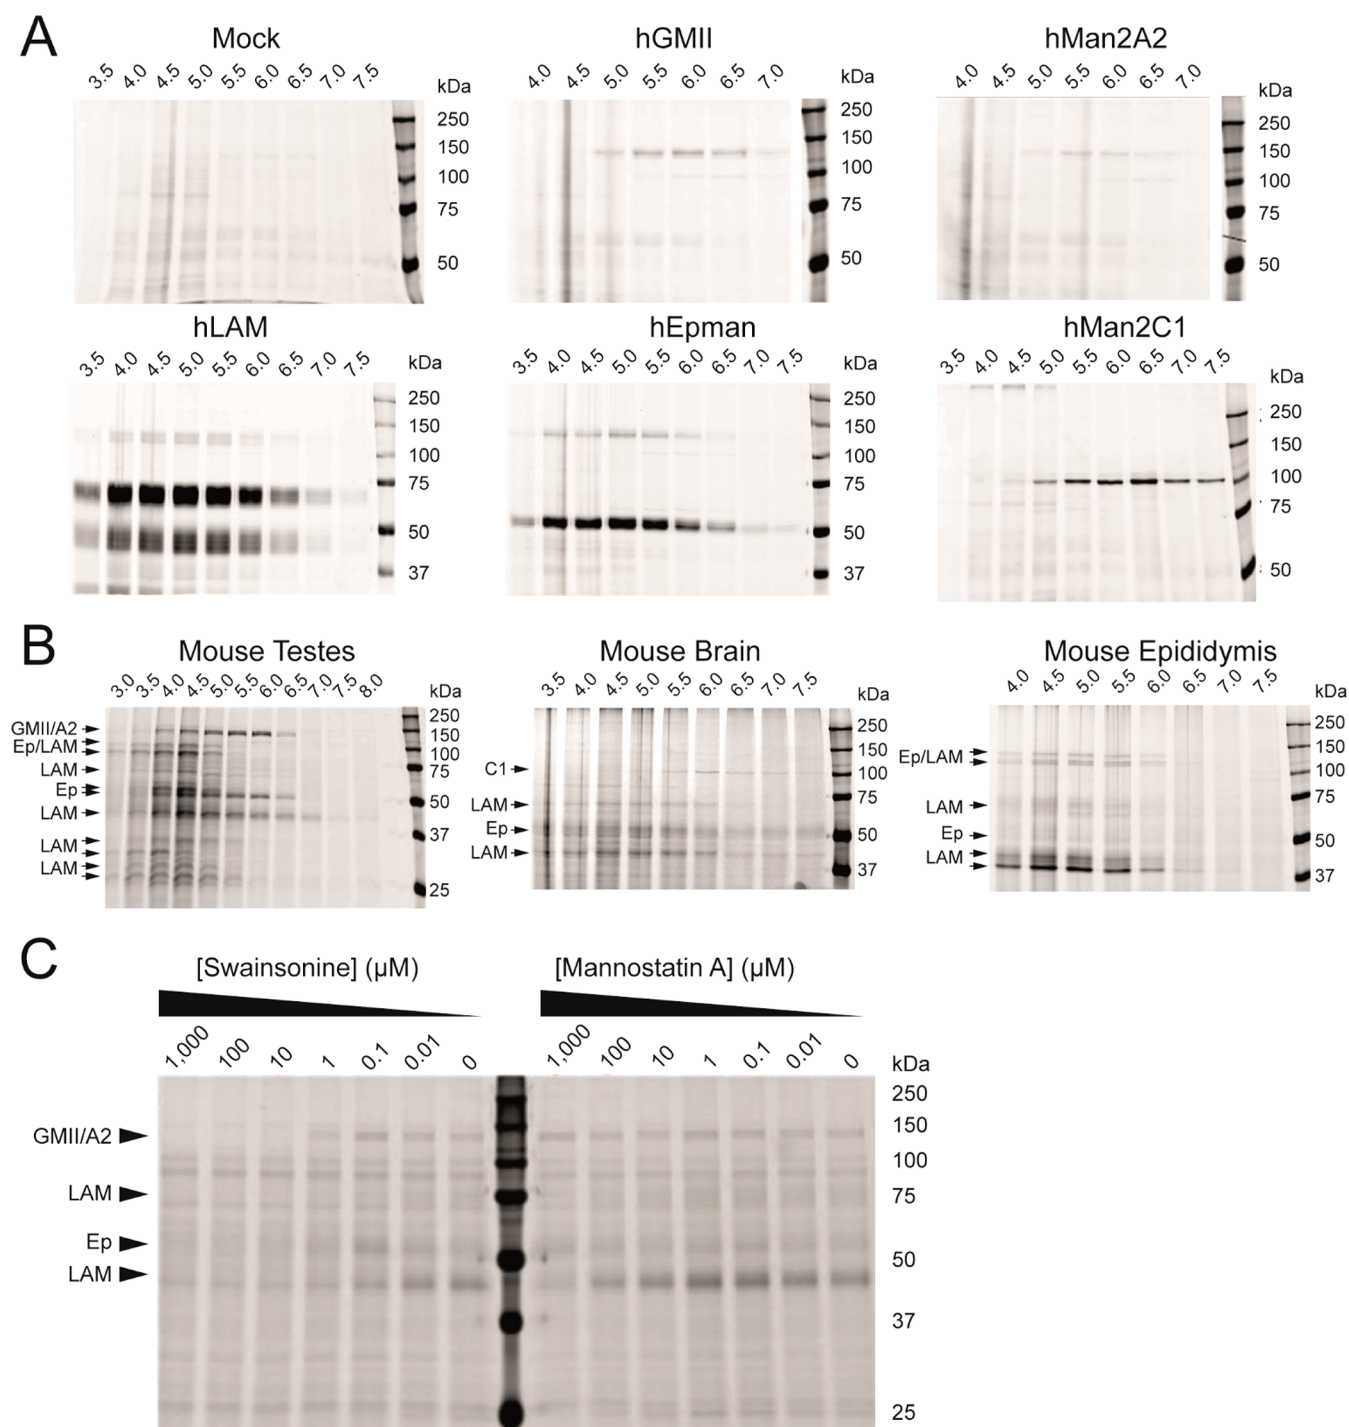 A
Mock
hGMII
hMan2A2
3.5 4.0 4.5 5.0 5.5 6.0 6.5 7.0 7.5
kDa
250
150
100
75
50
4.0 4.5 5.0 5.5 6.0 6.5 7.0
kDa
250
150
100
75
50
4.0 4.5 5.0 5.5 6.0 6.5 7.0
kDa
250
150
100
75
50
hLAM
hEpman
hMan2C1
3.5 4.0 4.5 5.0 5.5 6.0 6.5 7.0 7.5
kDa
250
150
100
75
50
37
3.5 4.0 4.5 5.0 5.5 6.0 6.5 7.0 7.5
kDa
250
150
100
75
50
37
3.5 4.0 4.5 5.0 5.5 6.0 6.5 7.0 7.5
kDa
250
150
100
75
50
B
Mouse Testes
Mouse Brain
Mouse Epididymis
3.0 3.5 4.0 4.5 5.0 5.5 6.0 6.5 7.0 7.5 8.0
kDa
GMII/A2
Ep/LAM
LAM
Ep
LAM
LAM
LAM
250
150
100
75
50
37
25
3.5 4.0 4.5 5.0 5.5 6.0 6.5 7.0 7.5
kDa
C1
LAM
Ep
LAM
250
150
100
75
50
37
4.0 4.5 5.0 5.5 6.0 6.5 7.0 7.5
kDa
Ep/LAM
LAM
Ep
LAM
250
150
100
75
50
37
C
[Swainsonine] (µM)
[Mannostatin A] (µM)
1,000 100 10 1 0.1 0.01 0
1,000 100 10 1 0.1 0.01 0
kDa
GMII/A2
LAM
Ep
LAM
250
150
100
75
50
37
25